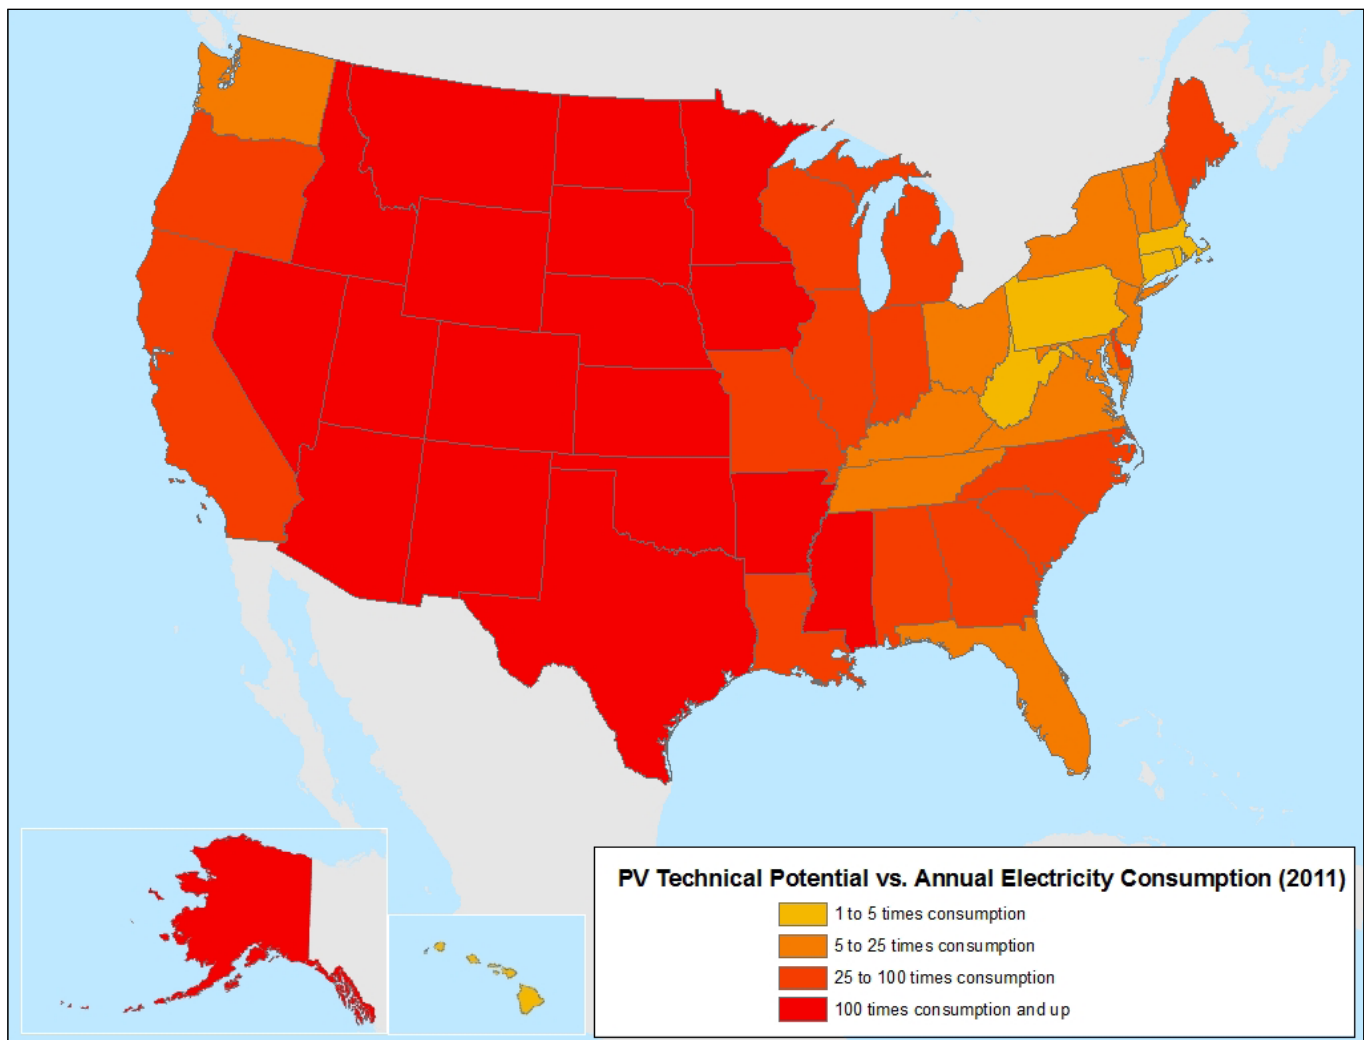 PV Technical Potential vs. Annual Electricity Consumption (2011)
1 to 5 times consumption
5 to 25 times consumption
25 to 100 times consumption
100 times consumption and up